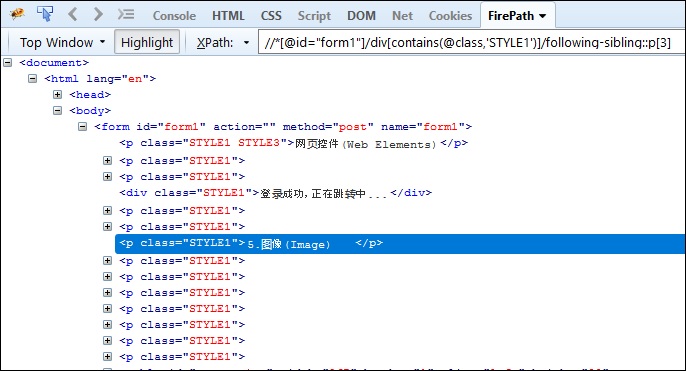 Console HTML CSS Script DOM Net Cookies FirePath
Top Window Highlight XPath: //*[@id="form1"]/div[contains(@class,'STYLE1')]/following-sibling::p[3]
<document>
<html lang="en">
<head>
<body>
<form id="form1" action="" method="post" name="form1">
<p class="STYLE1 STYLE3">网页控件(Web Elements)</p>
<p class="STYLE1">
<p class="STYLE1">
<div class="STYLE1">登录成功,正在跳转中...</div>
<p class="STYLE1">
<p class="STYLE1">
<p class="STYLE1">5.图像(Image) </p>
<p class="STYLE1">
<p class="STYLE1">
<p class="STYLE1">
<p class="STYLE1">
<p class="STYLE1">
<p class="STYLE1">
<p class="STYLE1">